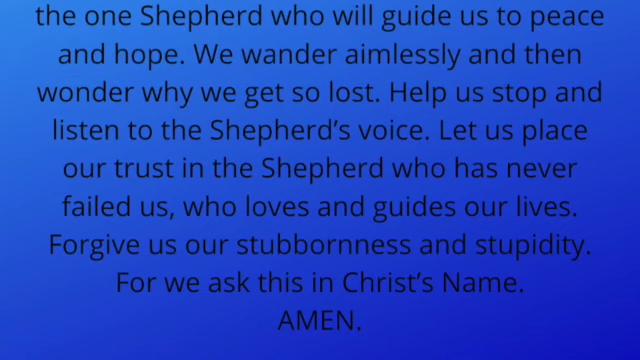 the one Shepherd who will guide us to peace
and hope. We wander aimlessly and then
wonder why we get so lost. Help us stop and
listen to the Shepherd’s voice. Let us place
our trust in the Shepherd who has never
failed us, who loves and guides our lives.
Forgive us our stubbornness and stupidity.
For we ask this in Christ’s Name.
AMEN.